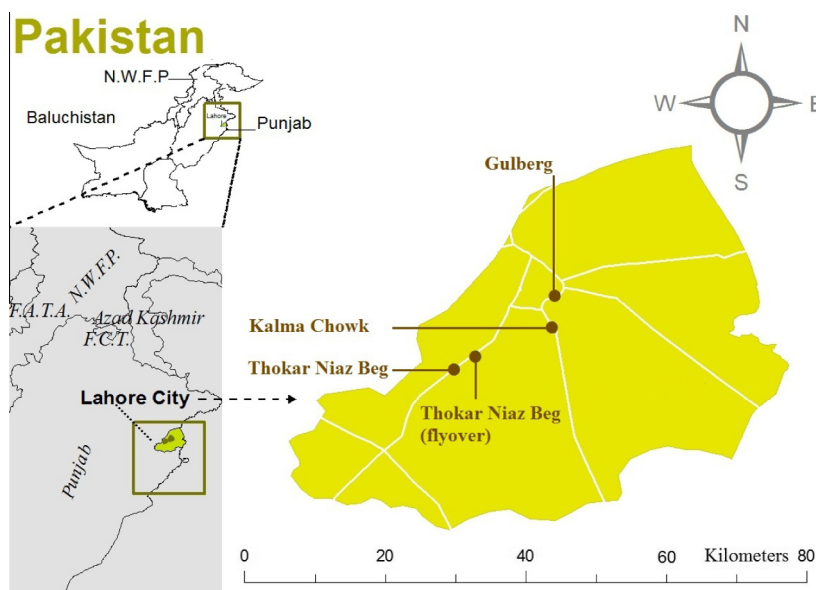 Pakistan
N.W.F.P
Baluchistan
Lahore
Punjab
N
W
E
S
Gulberg
Kalma Chowk
Thokar Niaz Beg
Thokar Niaz Beg
(flyover)
N.W.F.P.
F.A.T.A.
Azad Kashmir
F.C.T.
Lahore City
Punjab
0
20
40
60
Kilometers
80